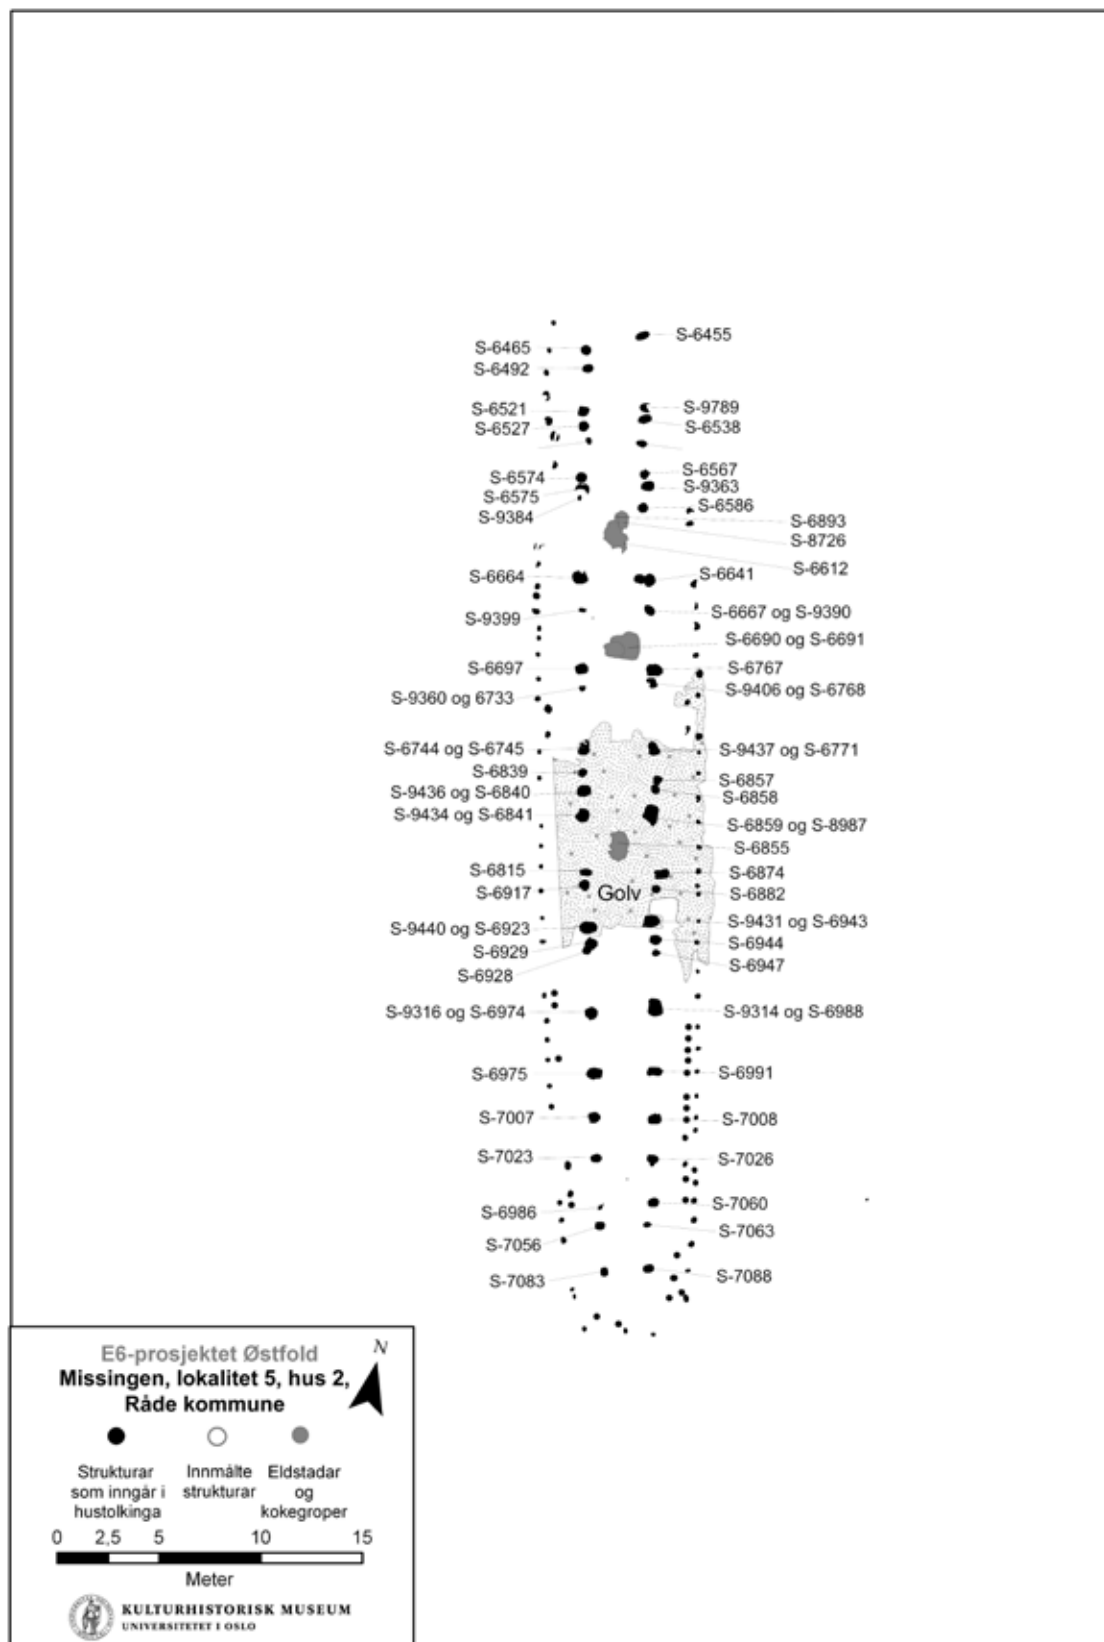 S-6455
S-6465
S-6492
S-9789
S-6521
S-6527
S-6538
S-6567
S-6574
S-9363
S-6575
S-6586
S-9384
S-6893
S-8726
S-6612
S-6664
S-6641
S-9399
S-6667 og S-9390
S-6690 og S-6691
S-6697
S-6767
S-9360 og 6733
S-9406 og S-6768
S-6744 og S-6745
S-9437 og S-6771
S-6839
S-6857
S-9436 og S-6840
S-6858
S-9434 og S-6841
S-6859 og S-8987
S-6855
S-6815
S-6874
S-6917
Golv
S-6882
S-9440 og S-6923
S-9431 og S-6943
S-6929
S-6944
S-6928
S-6947
S-9316 og S-6974
S-9314 og S-6988
S-6975
S-6991
S-7007
S-7008
S-7023
S-7026
S-6986
S-7060
S-7056
S-7063
S-7083
S-7088
E6-prosjektet Østfold
N
Missingen, lokalitet 5, hus 2,
Råde kommune
Strukturar
som inngår i
hustolkinga
Innmålte
strukturar
Eldstadar
og
kokegroper
0 2,5 5 10 15
Meter
KULTURHISTORISK MUSEUM
UNIVERSITETET I OSLO